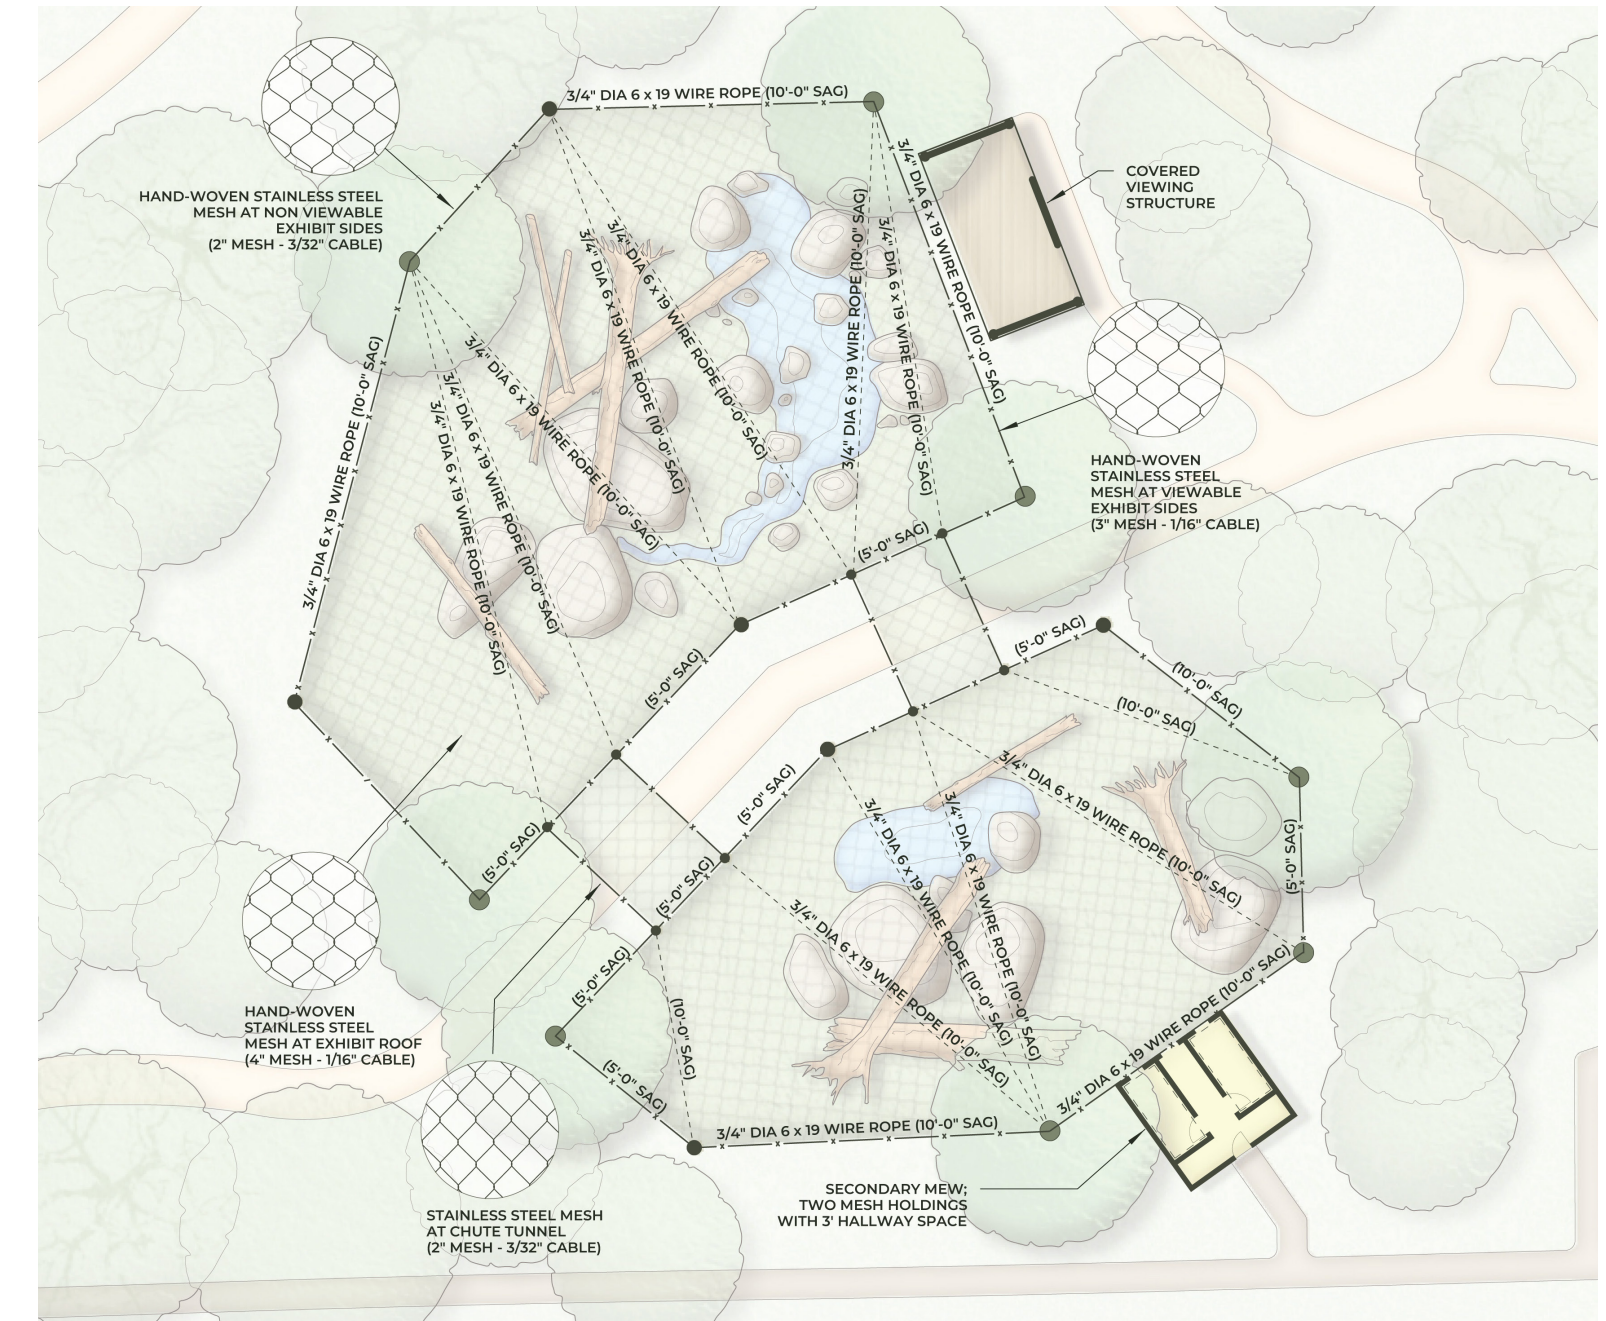 3/4" DIA 6 x 19 WIRE ROPE (10'-0" SAG)
HAND-WOVEN STAINLESS STEEL
MESH AT NON VIEWABLE
EXHIBIT SIDES
(2" MESH - 3/32" CABLE)
COVERED
VIEWING
STRUCTURE
3/4" DIA 6 x 19 WIRE ROPE (10'-0" SAG)
3/4" DIA 6 x 19 WIRE ROPE (10'-0" SAG)
3/4" DIA 6 x 19 WIRE ROPE (10'-0" SAG)
3/4" DIA 6 x 19 WIRE ROPE (10'-0" SAG)
3/4" DIA 6 x 19 WIRE ROPE (10'-0" SAG)
3/4" DIA 6 x 19 WIRE ROPE (10'-0" SAG)
3/4" DIA 6 x 19 WIRE ROPE (10'-0" SAG)
3/4" DIA 6 x 19 WIRE ROPE (10'-0" SAG)
3/4" DIA 6 x 19 WIRE ROPE (10'-0" SAG)
HAND-WOVEN
STAINLESS STEEL
MESH AT VIEWABLE
EXHIBIT SIDES
(3" MESH - 1/16" CABLE)
3/4" DIA 6 x 19 WIRE ROPE (10'-0" SAG)
(5'-0" SAG)
(5'-0" SAG)
(5'-0" SAG)
(10'-0" SAG)
(10'-0" SAG)
(5'-0" SAG)
3/4" DIA 6 x 19 WIRE ROPE (10'-0" SAG)
(5'-0" SAG)
(5'-0" SAG)
(5'-0" SAG)
(5'-0" SAG)
3/4" DIA 6 x 19 WIRE ROPE (10'-0" SAG)
3/4" DIA 6 x 19 WIRE ROPE (10'-0" SAG)
3/4" DIA 6 x 19 WIRE ROPE (10'-0" SAG)
HAND-WOVEN
STAINLESS STEEL
MESH AT EXHIBIT ROOF
(4" MESH - 1/16" CABLE)
(10'-0" SAG)
(5'-0" SAG)
3/4" DIA 6 x 19 WIRE ROPE (10'-0" SAG)
3/4" DIA 6 x 19 WIRE ROPE (10'-0" SAG)
SECONDARY MEW;
TWO MESH HOLDINGS
WITH 3' HALLWAY SPACE
STAINLESS STEEL MESH
AT CHUTE TUNNEL
(2" MESH - 3/32" CABLE)